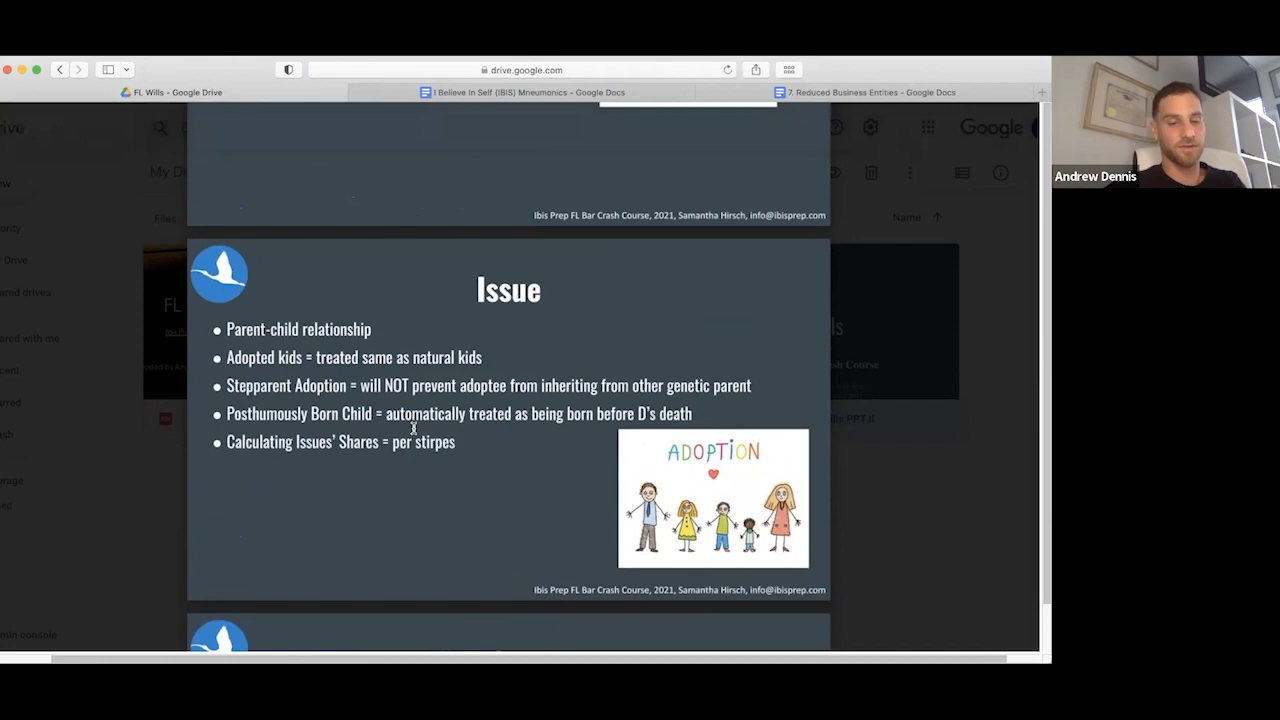 drive.google.com
FL Wills - Google Drive
I Believe In Self (IBIS) Mneumonics - Google Docs
7. Reduced Business Entities - Google Docs
Google
My
Files
Name
Andrew Dennis
Ibis Prep FL Bar Crash Course, 2021, Samantha Hirsch, info@ibisprep.com
Issue
Parent-child relationship
Adopted kids = treated same as natural kids
Stepparent Adoption = will NOT prevent adoptee from inheriting from other genetic parent
Posthumously Born Child = automatically treated as being born before D's death
Calculating Issues' Shares = per stirpes
ADOPTION
FL
Ibis Prep FL Bar Crash Course, 2021, Samantha Hirsch, info@ibisprep.com